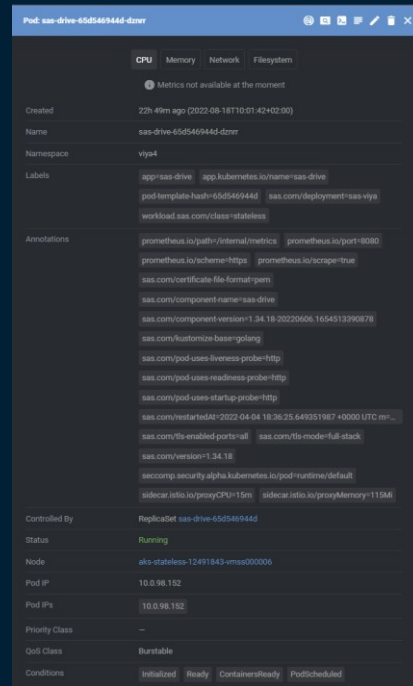 Pod: sas-drive-65d546944d-dznrr
CPU Memory Network Filesystem
Metrics not available at the moment
Created 22h 49m ago (2022-08-18T10:01:42+02:00)
Name sas-drive-65d546944d-dznrr
Namespace viya4
Labels app=sas-drive app.kubernetes.io/name=sas-drive
pod-template-hash=65d546944d sas.com/deployment=sas-viya
workload.sas.com/class=stateless
Annotations prometheus.io/path=/internal/metrics prometheus.io/port=8080
prometheus.io/scheme=https prometheus.io/scrape=true
sas.com/certificate-file-format=pem
sas.com/component-name=sas-drive
sas.com/component-version=1.34.18-20220606.1654513390878
sas.com/kustomize-base=golang
sas.com/pod-uses-liveness-probe=http
sas.com/pod-uses-readiness-probe=http
sas.com/pod-uses-startup-probe=http
sas.com/restartedAt=2022-04-04 18:36:25.649351987 +0000 UTC m=...
sas.com/tls-enabled-ports=all sas.com/tls-mode=full-stack
sas.com/version=1.34.18
seccomp.security.alpha.kubernetes.io/pod=runtime/default
sidecar.istio.io/proxyCPU=15m sidecar.istio.io/proxyMemory=115Mi
Controlled By ReplicaSet sas-drive-65d546944d
Status Running
Node aks-stateless-12491843-vmss000006
Pod IP 10.0.98.152
Pod IPs 10.0.98.152
Priority Class —
QoS Class Burstable
Conditions Initialized Ready ContainersReady PodScheduled